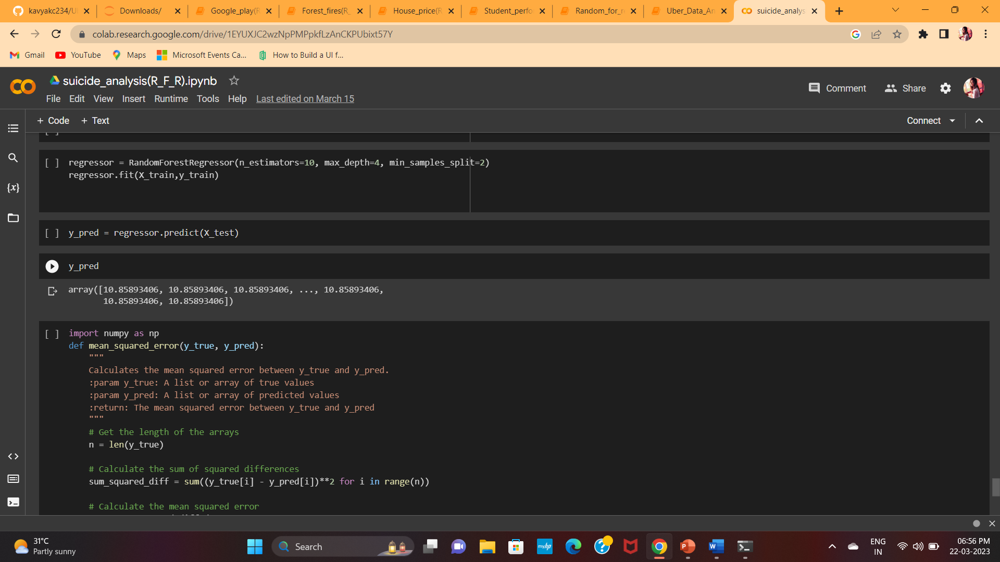 kavyakc234/U
Downloads/
Google_play(R
Forest_fires(R_
House_price(R
Student_perfo
Random_for_r
Uber_Data_An
suicide_analys
colab.research.google.com/drive/1EYUXJC2wzNpPMPpkfLzAnCKPUbixt57Y
Gmail
YouTube
Maps
Microsoft Events Ca...
How to Build a UI f...
suicide_analysis(R_F_R).ipynb
File Edit View Insert Runtime Tools Help Last edited on March 15
Comment
Share
+ Code + Text
Connect
[ ] regressor = RandomForestRegressor(n_estimators=10, max_depth=4, min_samples_split=2)
regressor.fit(X_train,y_train)
[ ] y_pred = regressor.predict(X_test)
y_pred
array([10.85893406, 10.85893406, 10.85893406, ..., 10.85893406,
10.85893406, 10.85893406])
[ ] import numpy as np
def mean_squared_error(y_true, y_pred):
"""
Calculates the mean squared error between y_true and y_pred.
:param y_true: A list or array of true values
:param y_pred: A list or array of predicted values
:return: The mean squared error between y_true and y_pred
"""
# Get the length of the arrays
n = len(y_true)
# Calculate the sum of squared differences
sum_squared_diff = sum((y_true[i] - y_pred[i])**2 for i in range(n))
# Calculate the mean squared error
31°C
Partly sunny
Search
myhp
ENG
IN
06:56 PM
22-03-2023